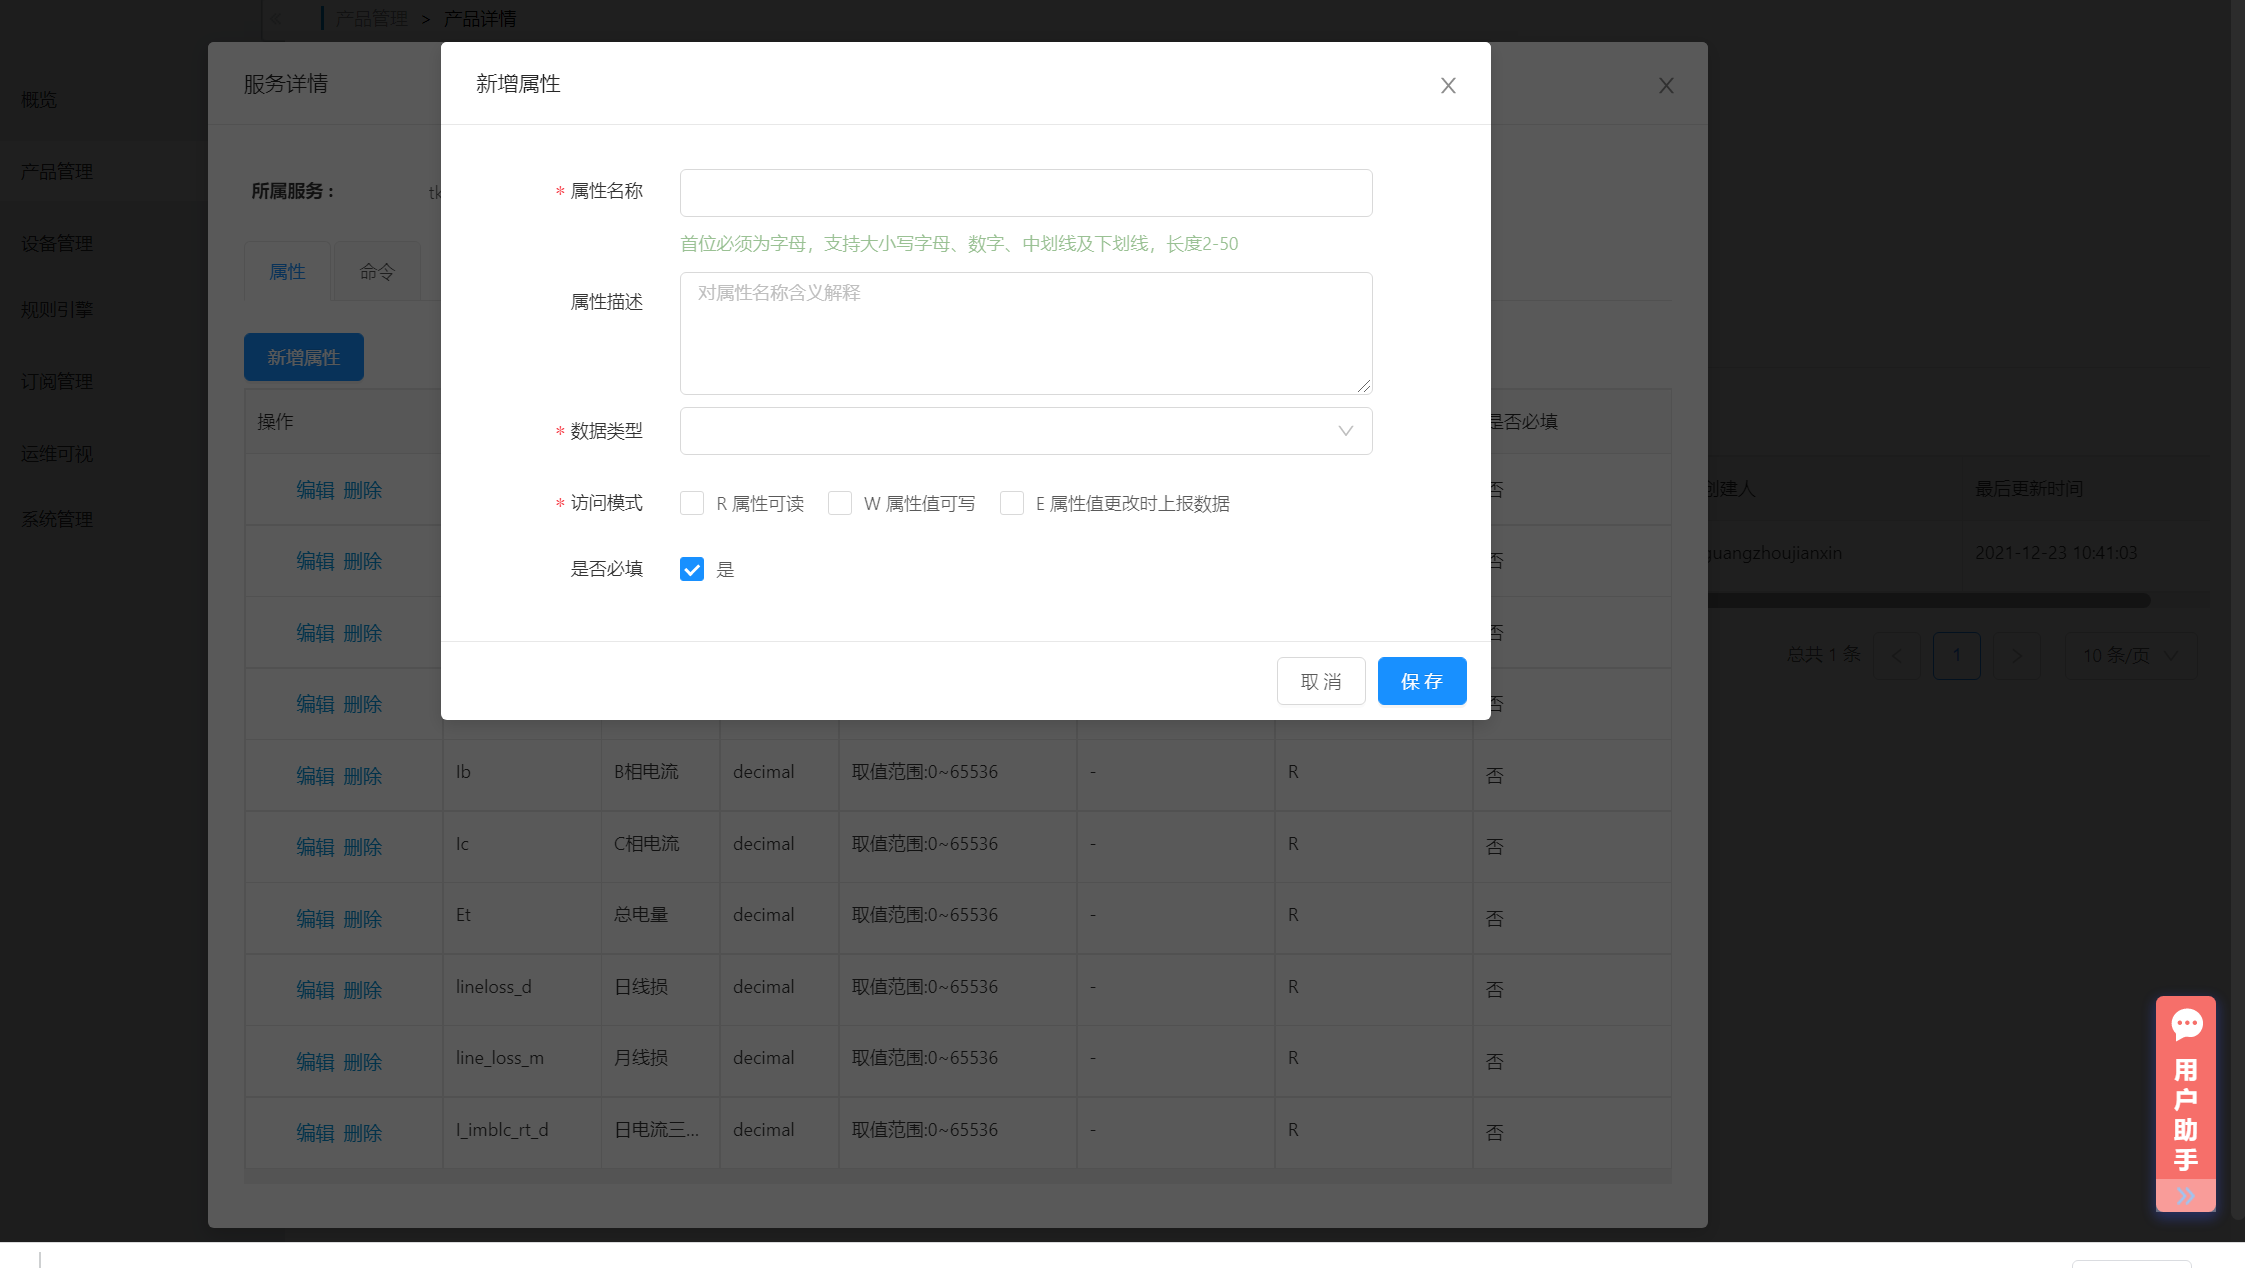 产品管理 > 产品详情
概览
产品管理
设备管理
规则引擎
订阅管理
运维可视
系统管理
服务详情
所属服务：
属性 命令
新增属性
操作 是否必填
编辑 删除 否
编辑 删除 否
编辑 删除 否
编辑 删除 否
编辑 删除 Ib B相电流 decimal 取值范围:0~65536 - R 否
编辑 删除 Ic C相电流 decimal 取值范围:0~65536 - R 否
编辑 删除 Et 总电量 decimal 取值范围:0~65536 - R 否
编辑 删除 lineloss_d 日线损 decimal 取值范围:0~65536 - R 否
编辑 删除 line_loss_m 月线损 decimal 取值范围:0~65536 - R 否
编辑 删除 I_imblc_rt_d 日电流三... decimal 取值范围:0~65536 - R 否
新增属性
* 属性名称
首位必须为字母，支持大小写字母、数字、中划线及下划线，长度2-50
属性描述 对属性名称含义解释
* 数据类型
* 访问模式 R 属性可读 W 属性值可写 E 属性值更改时上报数据
是否必填 是
取 消 保 存
创建人 最后更新时间
guangzhoujianxin 2021-12-23 10:41:03
总共 1 条 < 1 > 10 条/页
用户助手